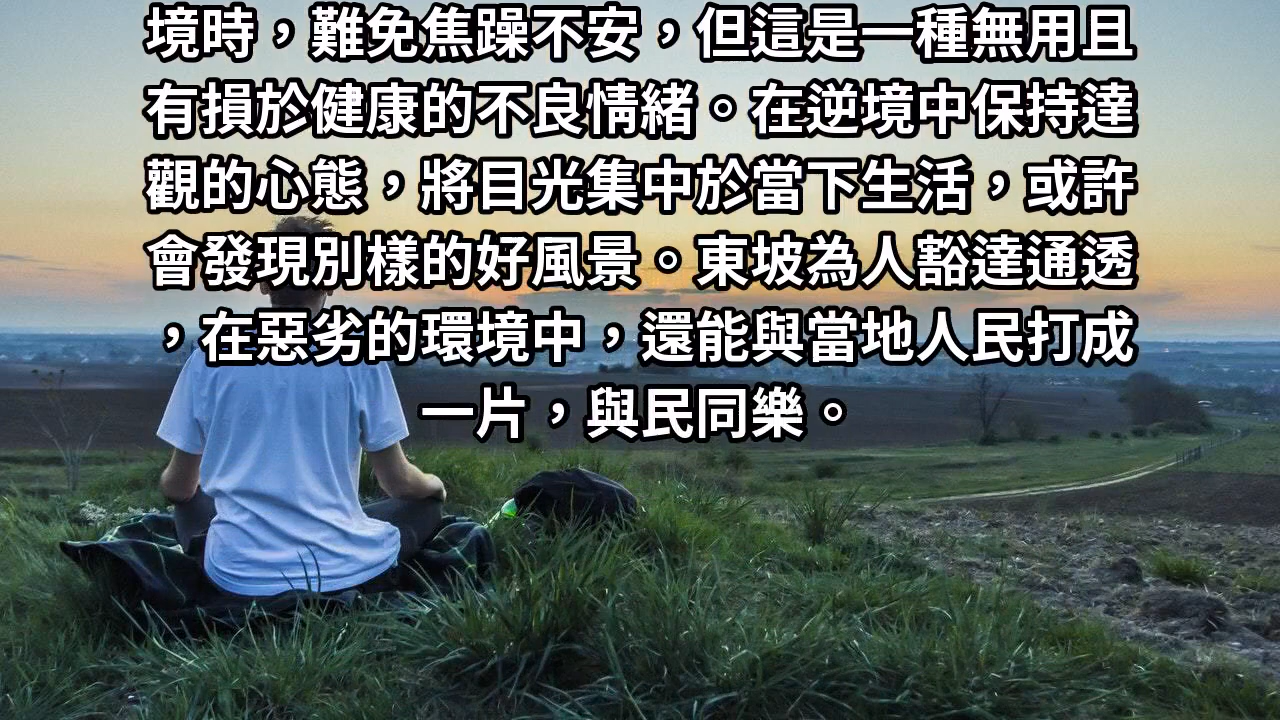 境時，難免焦躁不安，但這是一種無用且
有損於健康的不良情緒。在逆境中保持達
觀的心態，將目光集中於當下生活，或許
會發現別樣的好風景。東坡為人豁達通透
，在惡劣的環境中，還能與當地人民打成
一片，與民同樂。